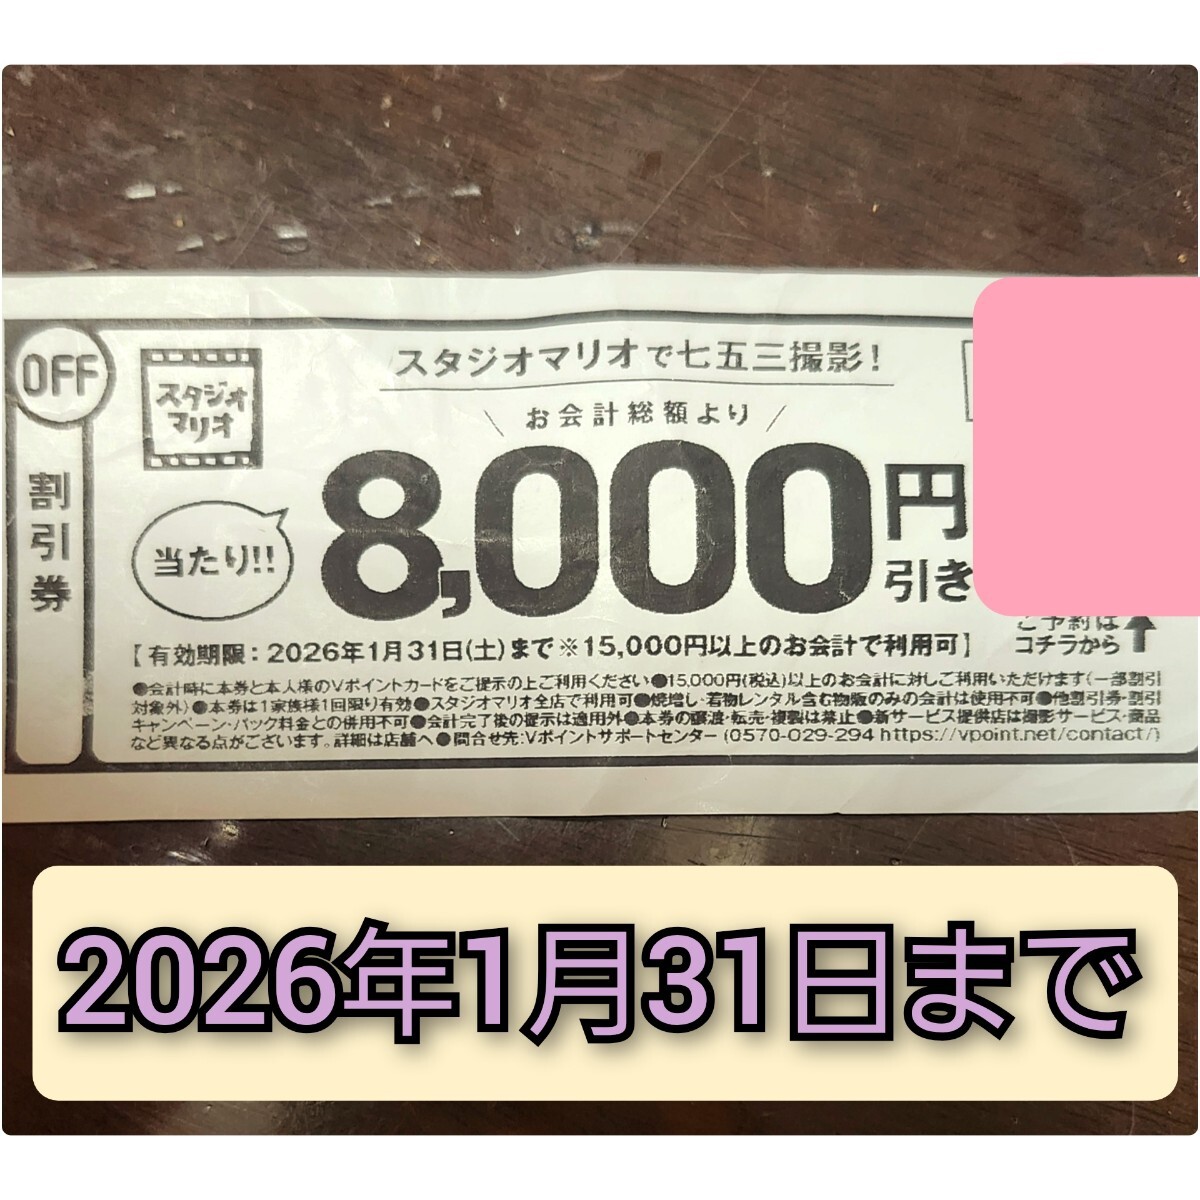 OFF
割引券
スタジオ
マリオ
スタジオマリオで七五三撮影!
お会計総額より
当たり!!
8,000円
引き
【有効期限:2026年1月31日(土)まで※15,000円以上のお会計で利用可】
ご予約は
コチラから
●会計時に本券と本人様のVポイントカードをご提示の上ご利用ください●15,000円(税込)以上のお会計に対しご利用いただけます(一部割引
対象外)●本券は1家族様1回限り有効●スタジオマリオ全店で利用可●焼増し・着物レンタル含む物販のみの会計は使用不可●他割引券・割引
キャンペーン・パック料金との併用不可●会計完了後の提示は適用外●本券の譲渡・転売・複製は禁止●新サービス提供店は撮影サービス・商品
など異なる点がございます。詳細は店舗へ●問合せ先:Vポイントサポートセンター (0570-029-294 https://vpoint.net/contact/)
2026年1月31日まで